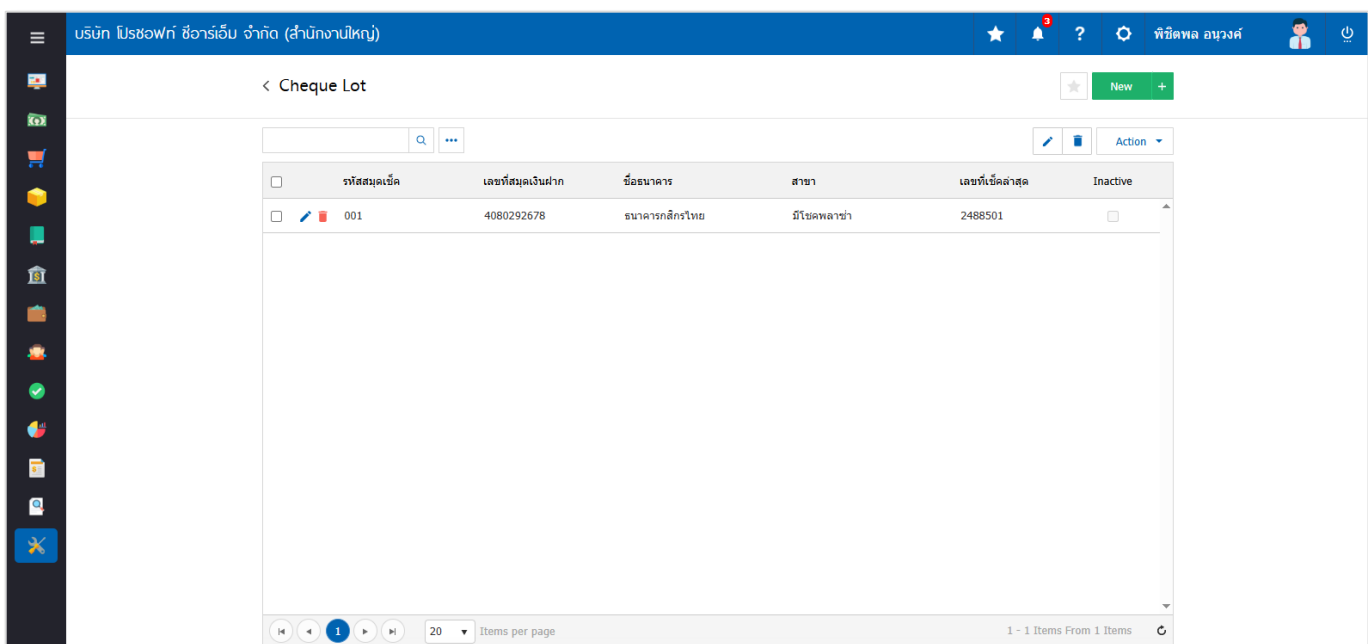 บริษัท โปรซอฟท์ ซีอาร์เอ็ม จำกัด (สำนักงานใหญ่)
3
?
พิชิตพล อนุวงค์
< Cheque Lot
New +
Action
รหัสสมุดเช็ค เลขที่สมุดเงินฝาก ชื่อธนาคาร สาขา เลขที่เช็คล่าสุด Inactive
001 4080292678 ธนาคารกสิกรไทย มีโชคพลาซ่า 2488501
1 20 Items per page 1 - 1 Items From 1 Items